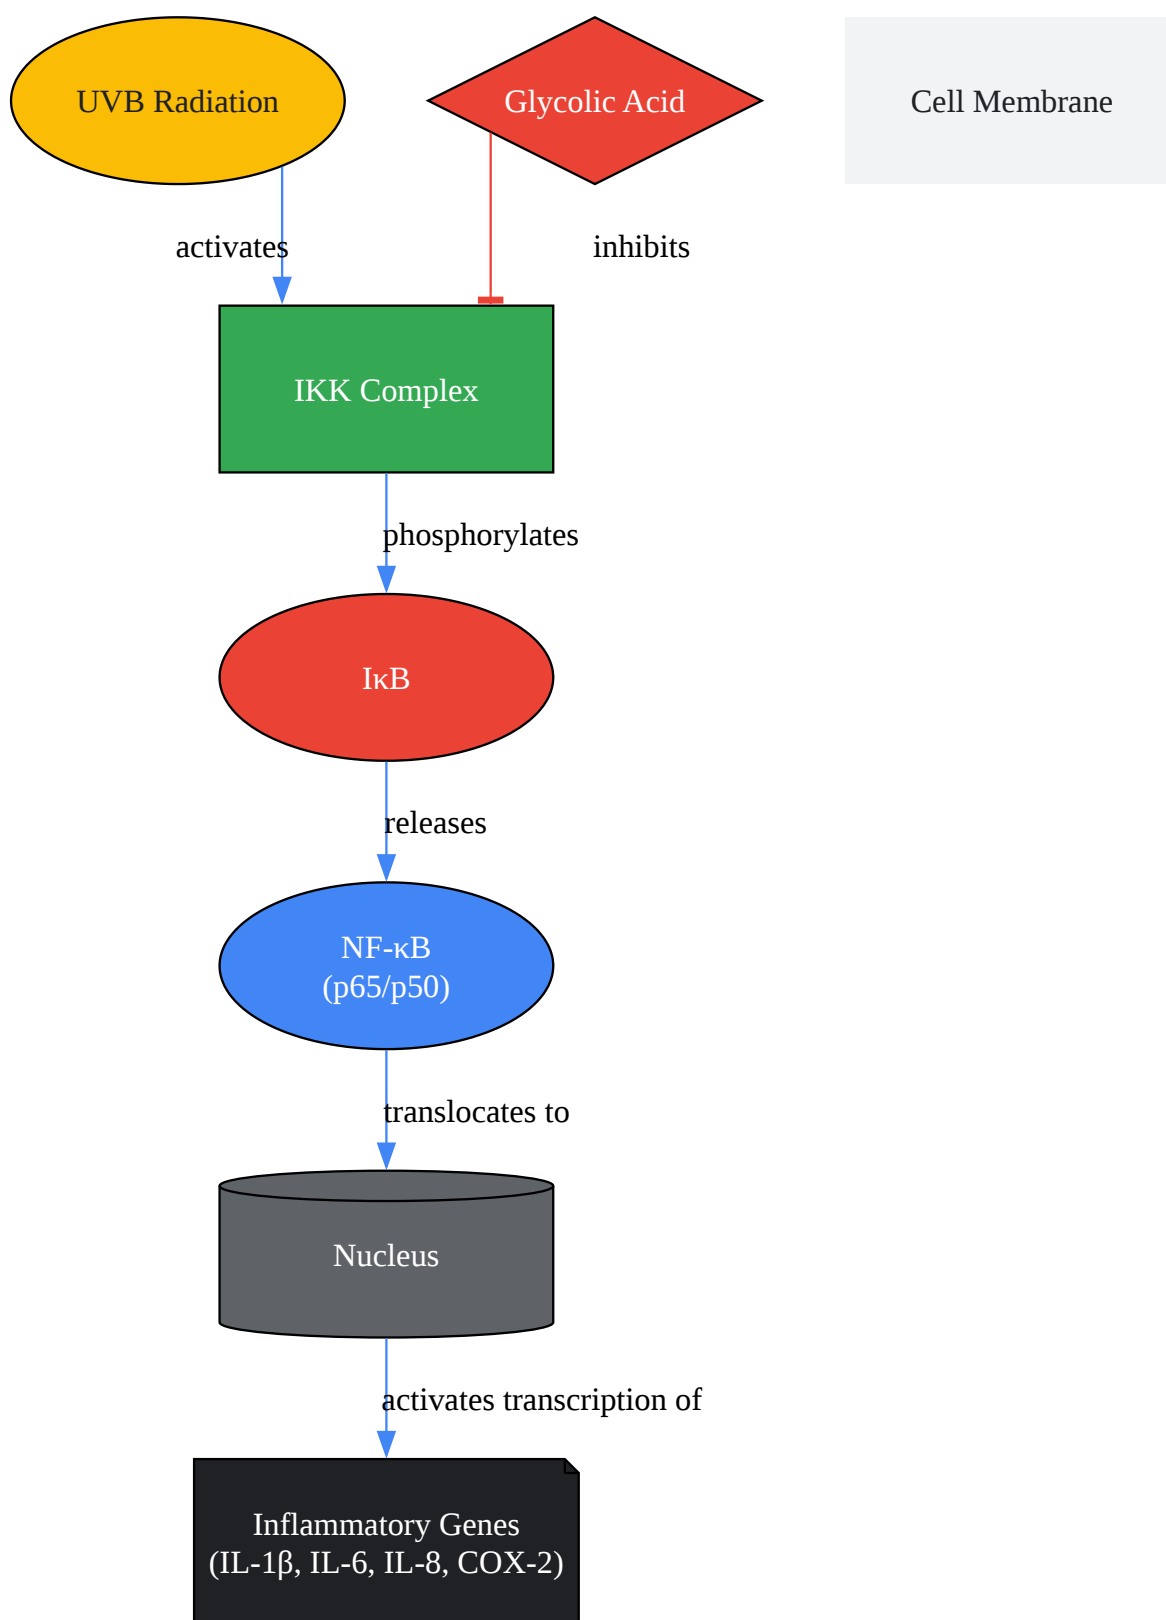 UVB Radiation
Glycolic Acid
Cell Membrane
activates
inhibits
IKK Complex
phosphorylates
IκB
releases
NF-κB
(p65/p50)
translocates to
Nucleus
activates transcription of
Inflammatory Genes
(IL-1β, IL-6, IL-8, COX-2)